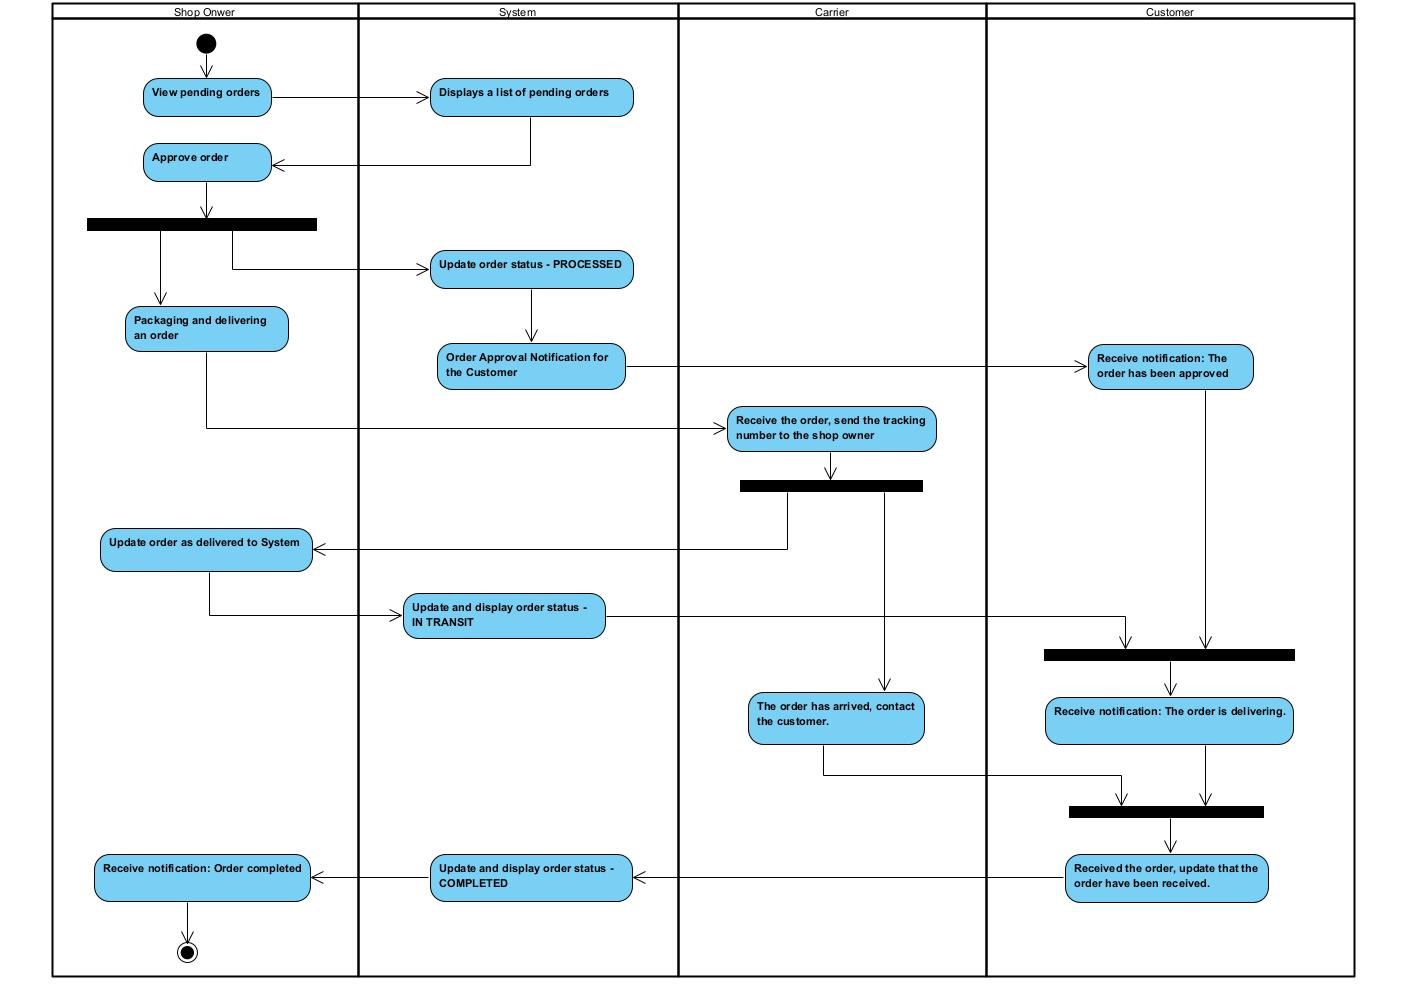 Shop Onwer
System
Carrier
Customer
View pending orders
Displays a list of pending orders
Approve order
Update order status - PROCESSED
Packaging and delivering
an order
Order Approval Notification for
the Customer
Receive notification: The
order has been approved
Receive the order, send the tracking
number to the shop owner
Update order as delivered to System
Update and display order status -
IN TRANSIT
The order has arrived, contact
the customer.
Receive notification: The order is delivering.
Receive notification: Order completed
Update and display order status -
COMPLETED
Received the order, update that the
order have been received.